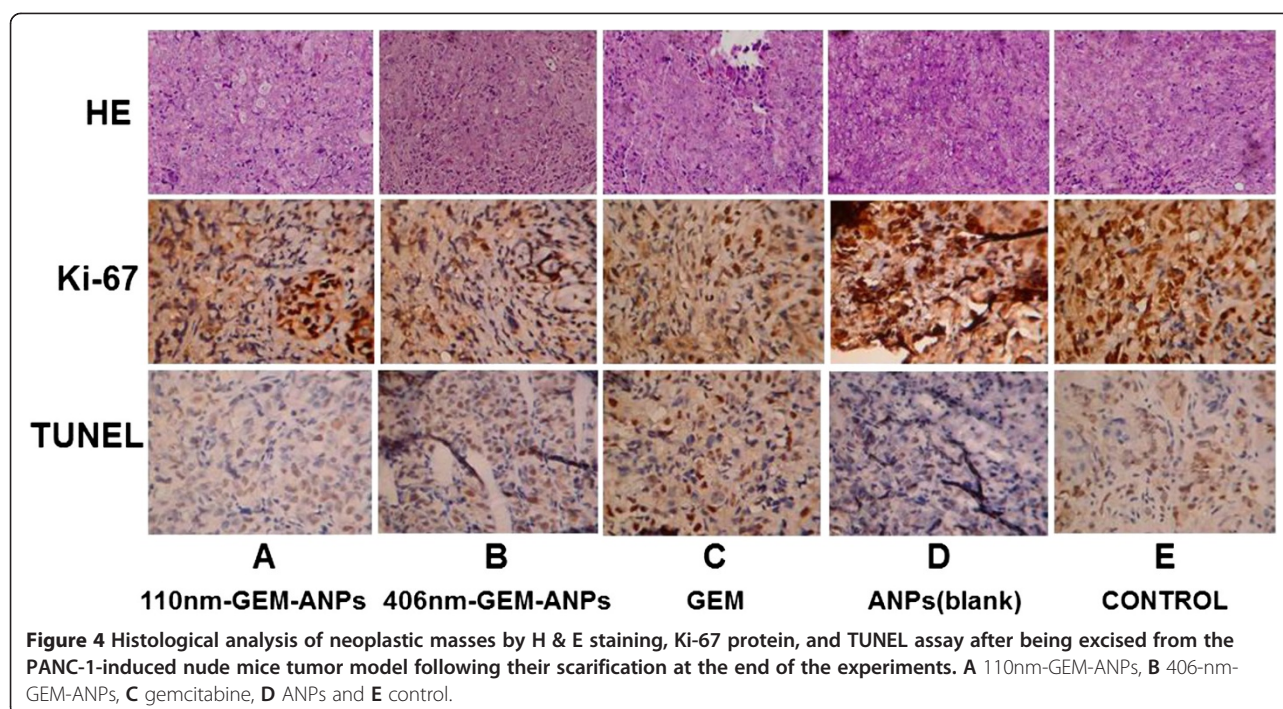 HE
Ki-67
TUNEL
A B C D E
110nm-GEM-ANPs 406nm-GEM-ANPs GEM ANPs(blank) CONTROL
Figure 4 Histological analysis of neoplastic masses by H & E staining, Ki-67 protein, and TUNEL assay after being excised from the
PANC-1-induced nude mice tumor model following their scarification at the end of the experiments. A 110nm-GEM-ANPs, B 406-nm-
GEM-ANPs, C gemcitabine, D ANPs and E control.